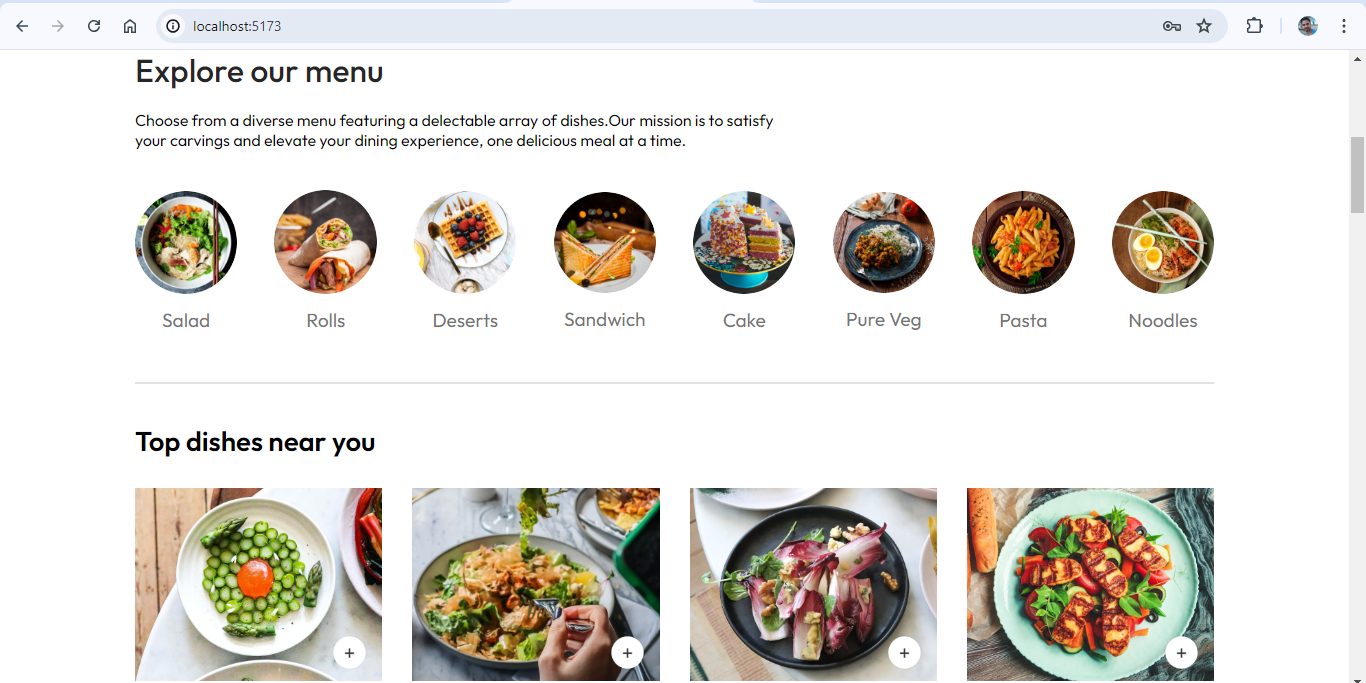 localhost:5173
Explore our menu
Choose from a diverse menu featuring a delectable array of dishes.Our mission is to satisfy
your carvings and elevate your dining experience, one delicious meal at a time.
Salad Rolls Deserts Sandwich Cake Pure Veg Pasta Noodles
Top dishes near you
+ + + +